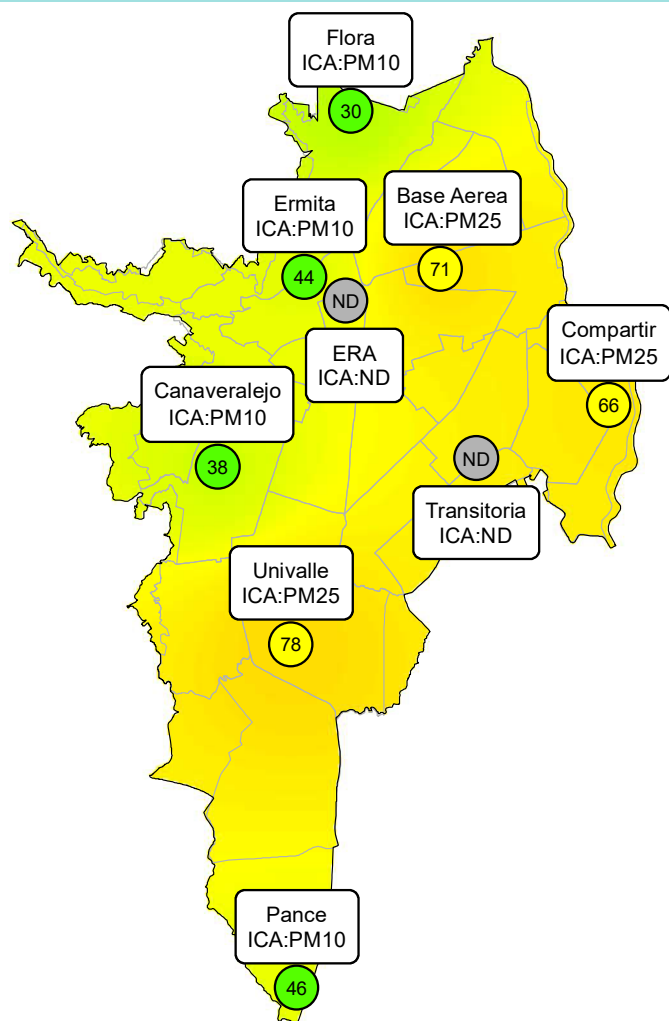 Flora
ICA:PM10
30
Ermita
ICA:PM10
44
Base Aerea
ICA:PM25
71
ND
ERA
ICA:ND
Compartir
ICA:PM25
66
Canaveralejo
ICA:PM10
38
ND
Transitoria
ICA:ND
Univalle
ICA:PM25
78
Pance
ICA:PM10
46